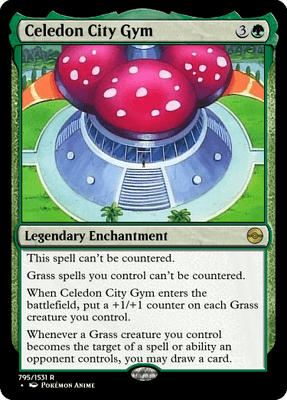 Celedon City Gym 3
Legendary Enchantment
This spell can't be countered.
Grass spells you control can't be countered.
When Celedon City Gym enters the
battlefield, put a +1/+1 counter on each Grass
creature you control.
Whenever a Grass creature you control
becomes the target of a spell or ability an
opponent controls, you may draw a card.
795/1531 R
• Pokémon Anime